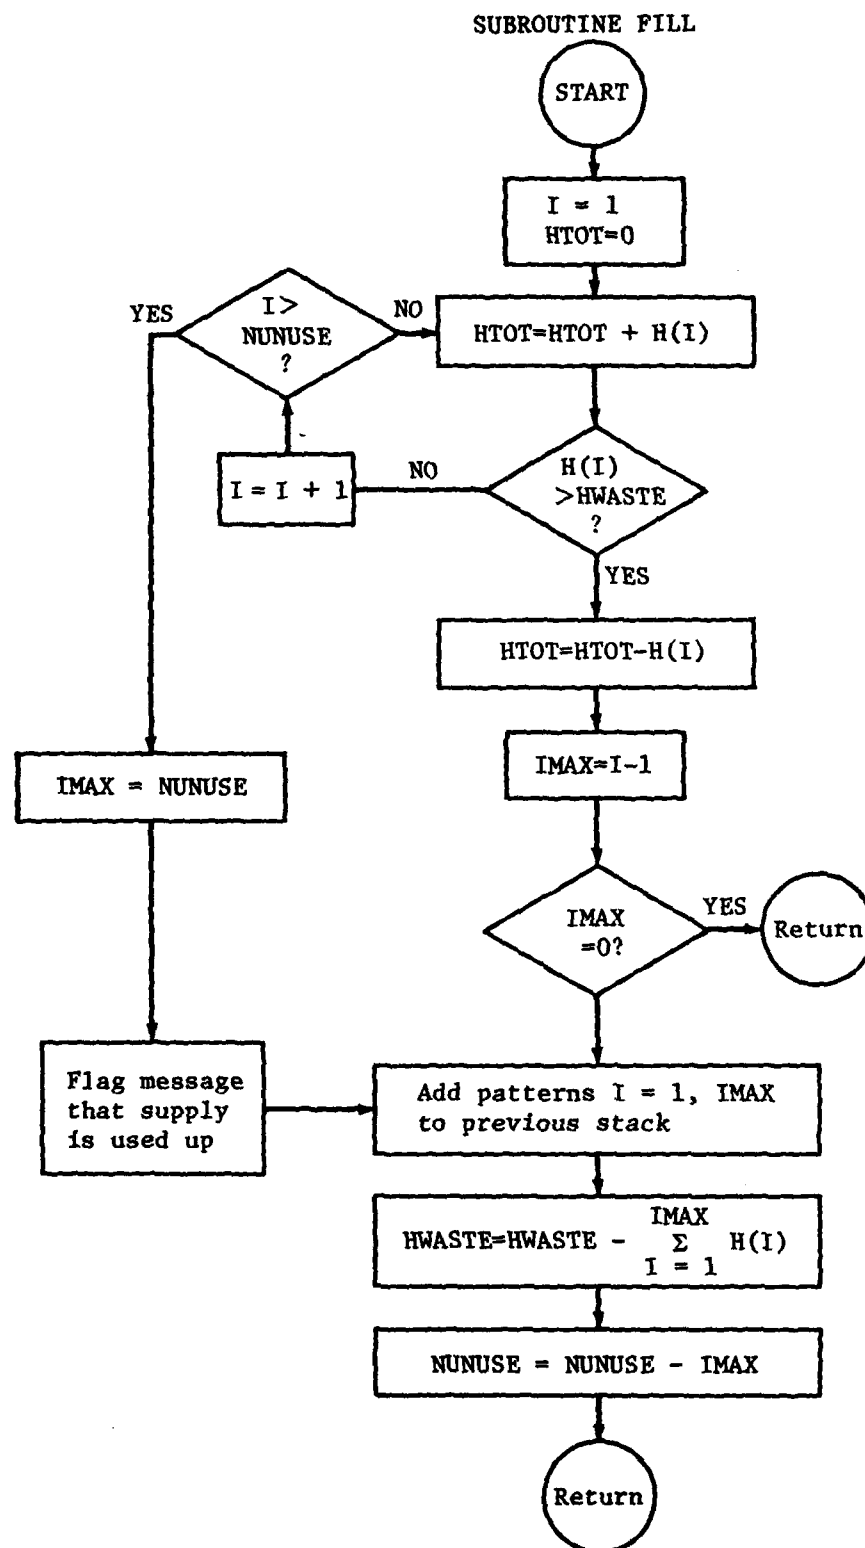 SUBROUTINE FILL
START
I = 1
HTOT=0
YES
I>
NUNUSE
?
NO
HTOT=HTOT + H(I)
I = I + 1
NO
H(I)
>HWASTE
?
YES
HTOT=HTOT-H(I)
IMAX=I-1
IMAX = NUNUSE
IMAX
=0?
YES
Return
Flag message
that supply
is used up
Add patterns I = 1, IMAX
to previous stack
IMAX
HWASTE=HWASTE - Σ H(I)
I = 1
NUNUSE = NUNUSE - IMAX
Return